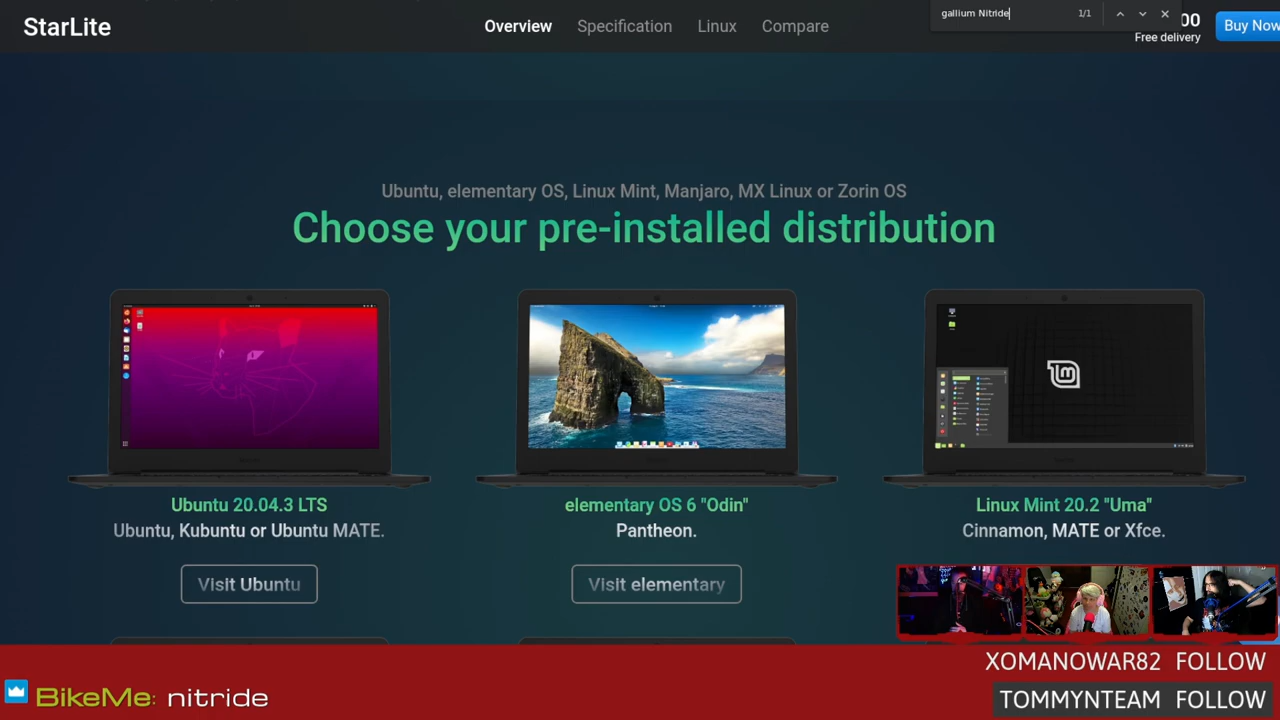 StarLite
Overview
Specification
Linux
Compare
gallium Nitride
1/1
00
Free delivery
Buy Now
Ubuntu, elementary OS, Linux Mint, Manjaro, MX Linux or Zorin OS
Choose your pre-installed distribution
Ubuntu 20.04.3 LTS
Ubuntu, Kubuntu or Ubuntu MATE.
Visit Ubuntu
elementary OS 6 "Odin"
Pantheon.
Visit elementary
Linux Mint 20.2 "Uma"
Cinnamon, MATE or Xfce.
XOMANOWAR82 FOLLOW
TOMMYNTEAM FOLLOW
BikeMe: nitride